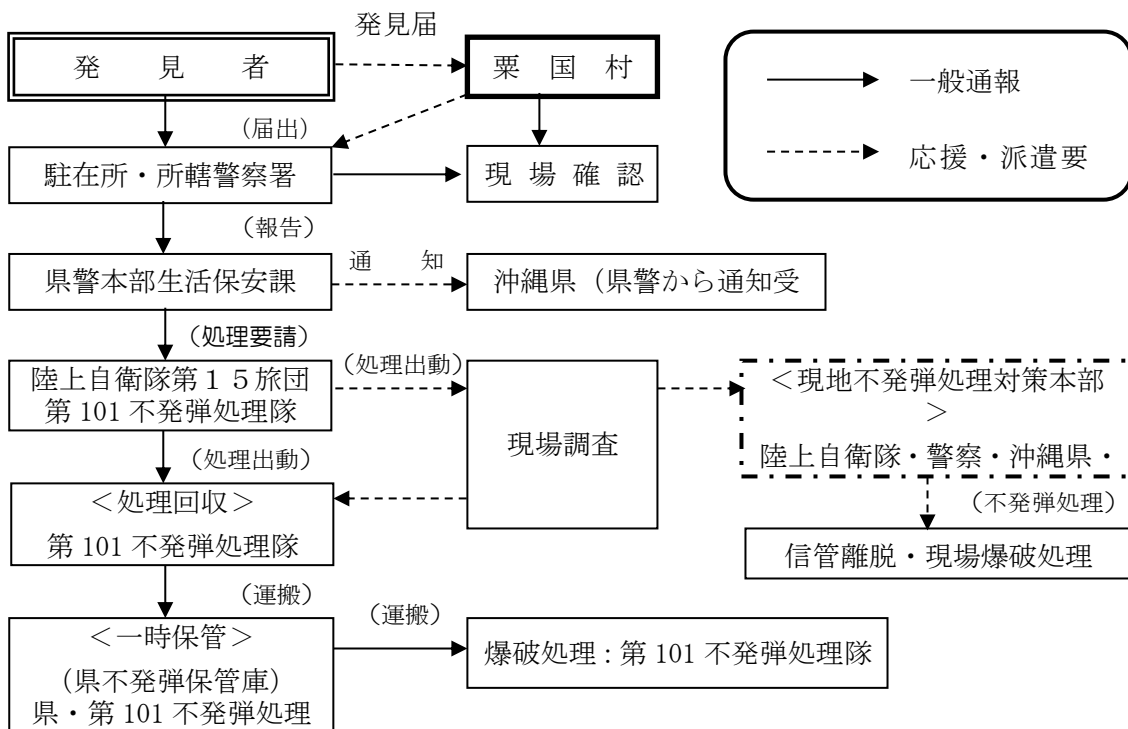 発見届
発　見　者
粟　国　村
一般通報
(届出)
応援・派遣要
駐在所・所轄警察署
現 場 確 認
(報告)
県警本部生活保安課
通　知
沖縄県（県警から通知受
(処理要請)
陸上自衛隊第１５旅団
第 101 不発弾処理隊
(処理出動)
現場調査
＜現地不発弾処理対策本部
＞
陸上自衛隊・警察・沖縄県・
(処理出動)
＜処理回収＞
第 101 不発弾処理隊
(不発弾処理)
信管離脱・現場爆破処理
(運搬)
＜一時保管＞
(県不発弾保管庫)
県・第 101 不発弾処理
(運搬)
爆破処理：第 101 不発弾処理隊